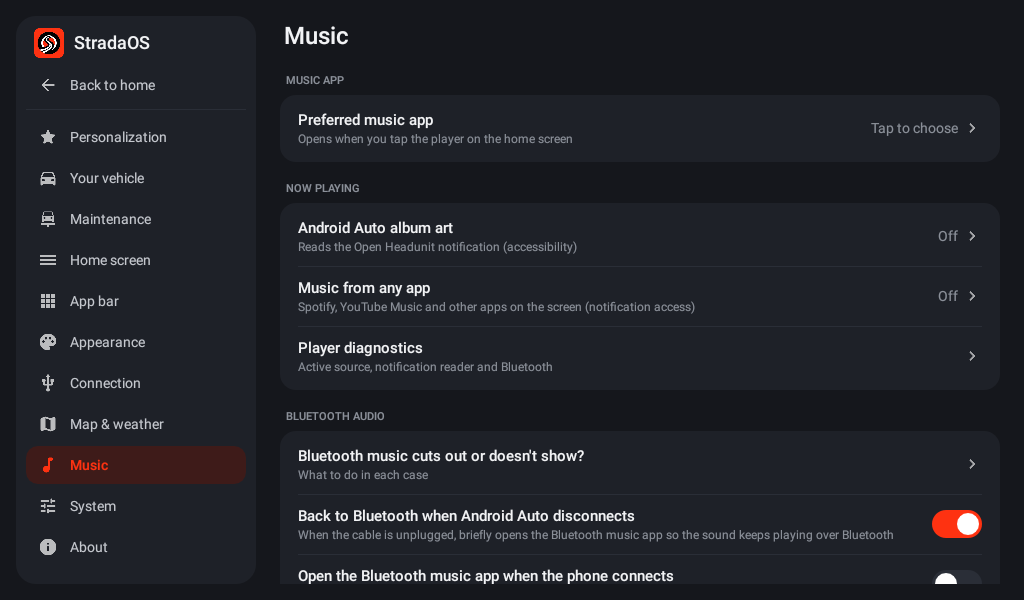 StradaOS
Back to home
Personalization
Your vehicle
Maintenance
Home screen
App bar
Appearance
Connection
Map & weather
Music
System
About
Music
MUSIC APP
Preferred music app
Opens when you tap the player on the home screen
Tap to choose
NOW PLAYING
Android Auto album art
Reads the Open Headunit notification (accessibility)
Off
Music from any app
Spotify, YouTube Music and other apps on the screen (notification access)
Off
Player diagnostics
Active source, notification reader and Bluetooth
BLUETOOTH AUDIO
Bluetooth music cuts out or doesn't show?
What to do in each case
Back to Bluetooth when Android Auto disconnects
When the cable is unplugged, briefly opens the Bluetooth music app so the sound keeps playing over Bluetooth
Open the Bluetooth music app when the phone connects